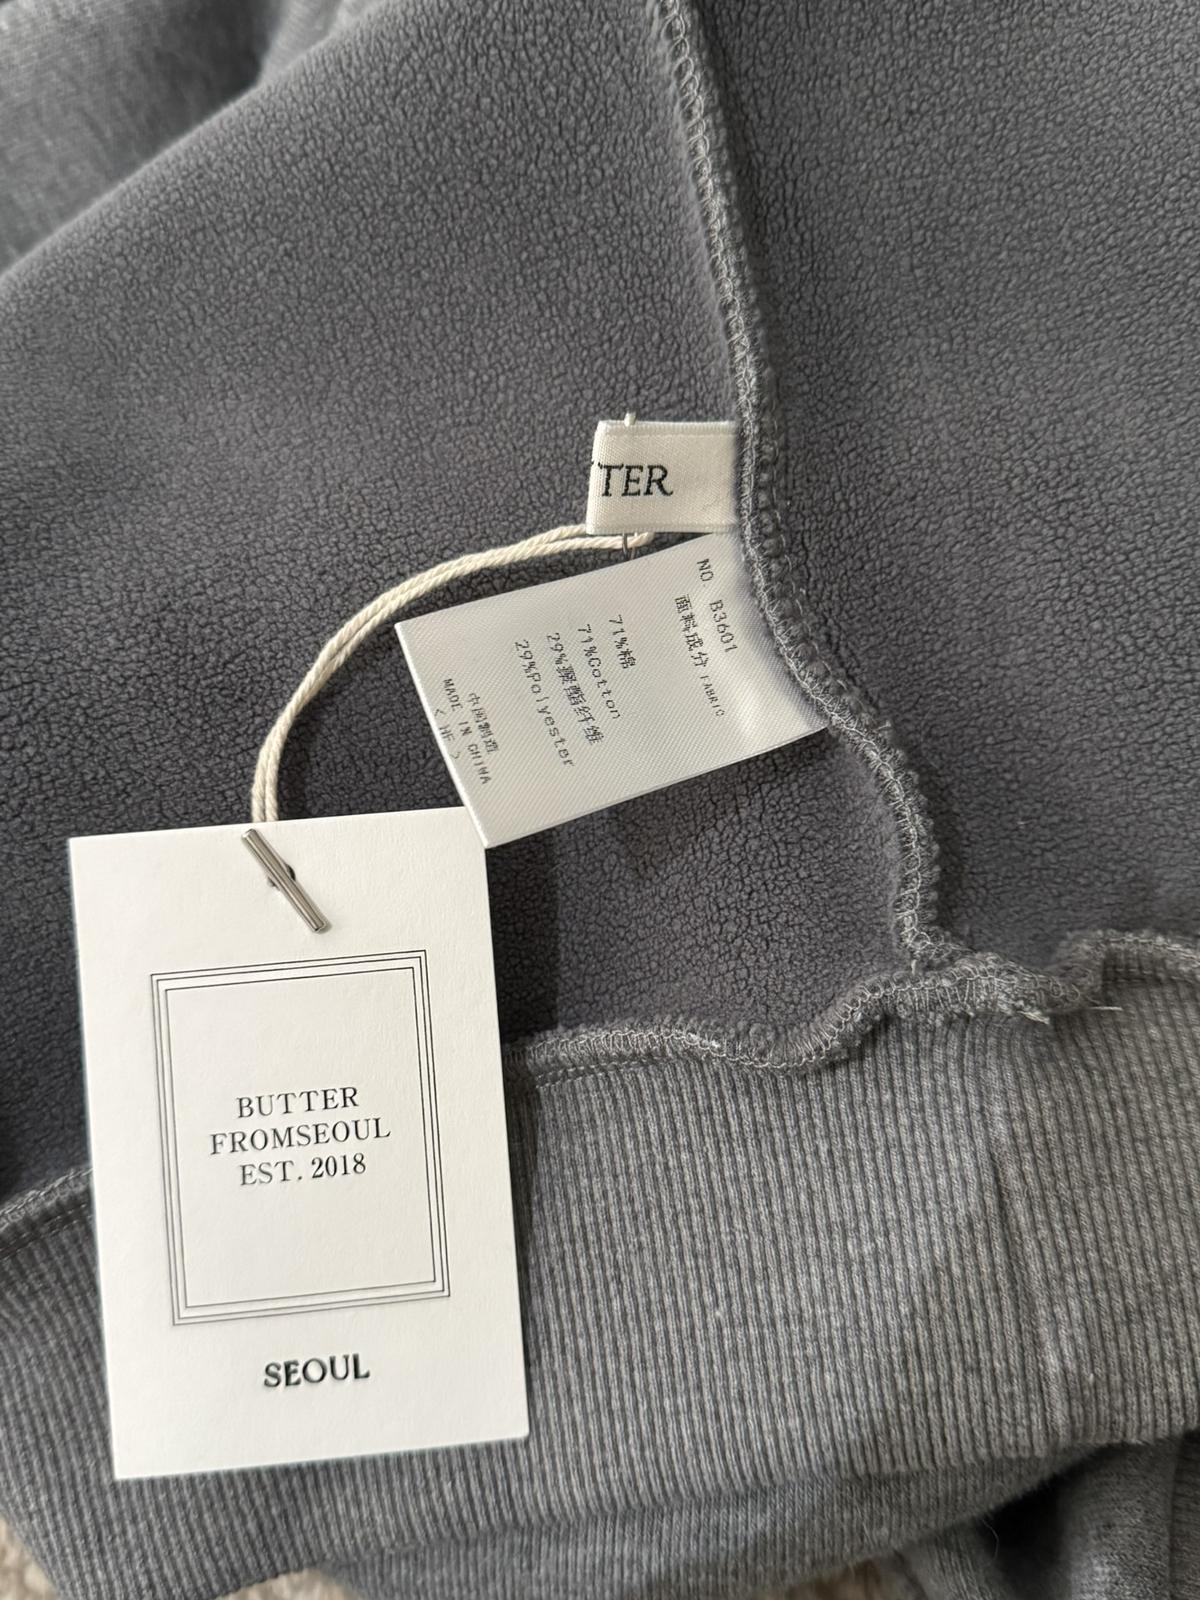 TER
NO B3601
面料成分 FABRIC
71%棉
71%Cotton
29%聚酯纤维
29%Polyester
中国制造
MADE IN CHINA
< HF >
BUTTER
FROMSEOUL
EST. 2018
SEOUL